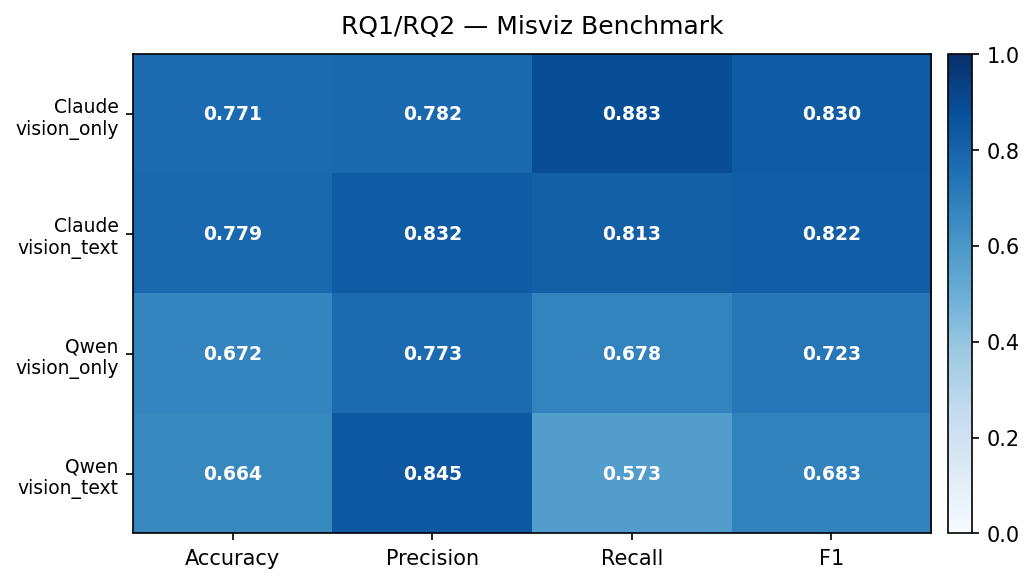 RQ1/RQ2 — Misviz Benchmark
Claude
vision_only
0.771 0.782 0.883 0.830
Claude
vision_text
0.779 0.832 0.813 0.822
Qwen
vision_only
0.672 0.773 0.678 0.723
Qwen
vision_text
0.664 0.845 0.573 0.683
Accuracy Precision Recall F1
1.0
0.8
0.6
0.4
0.2
0.0